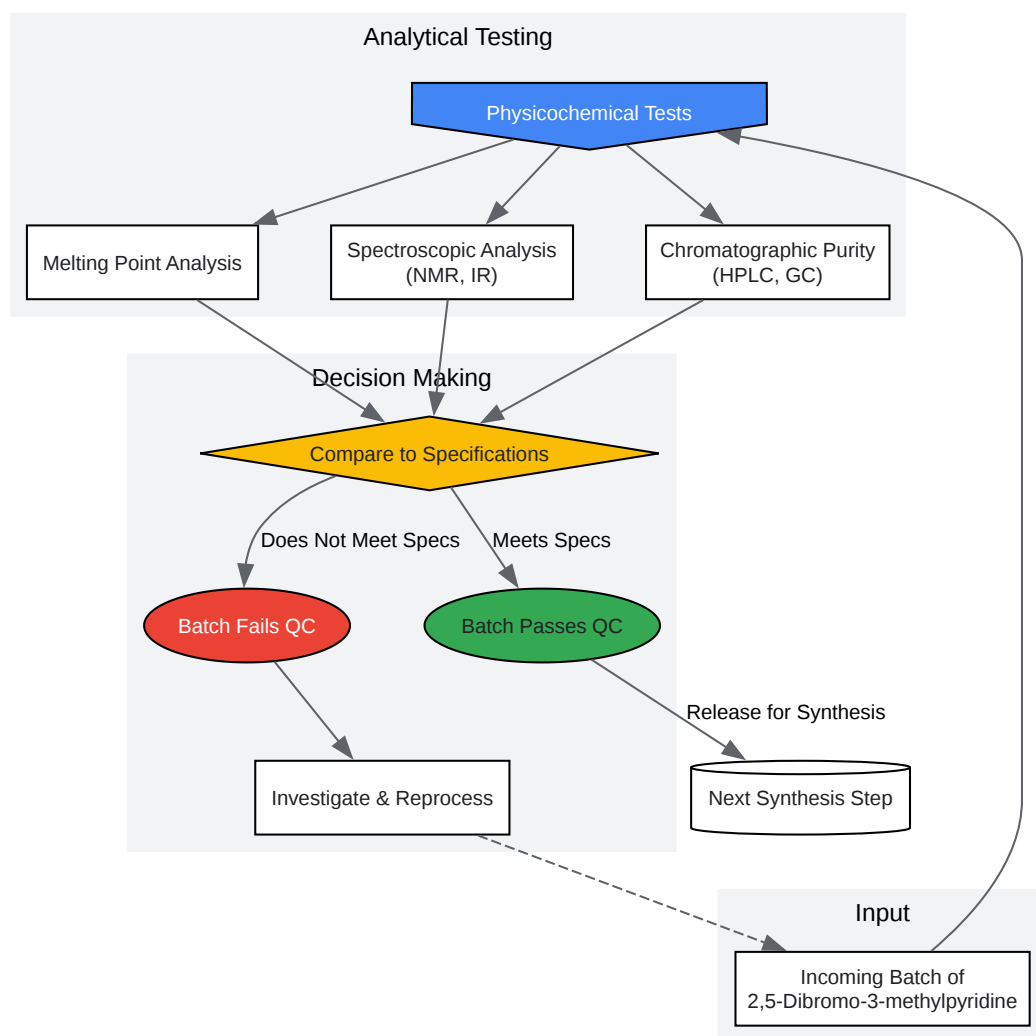 Analytical Testing
Physicochemical Tests
Melting Point Analysis
Spectroscopic Analysis
(NMR, IR)
Chromatographic Purity
(HPLC, GC)
Decision Making
Compare to Specifications
Does Not Meet Specs
Meets Specs
Batch Fails QC
Batch Passes QC
Release for Synthesis
Investigate & Reprocess
Next Synthesis Step
Input
Incoming Batch of
2,5-Dibromo-3-methylpyridine